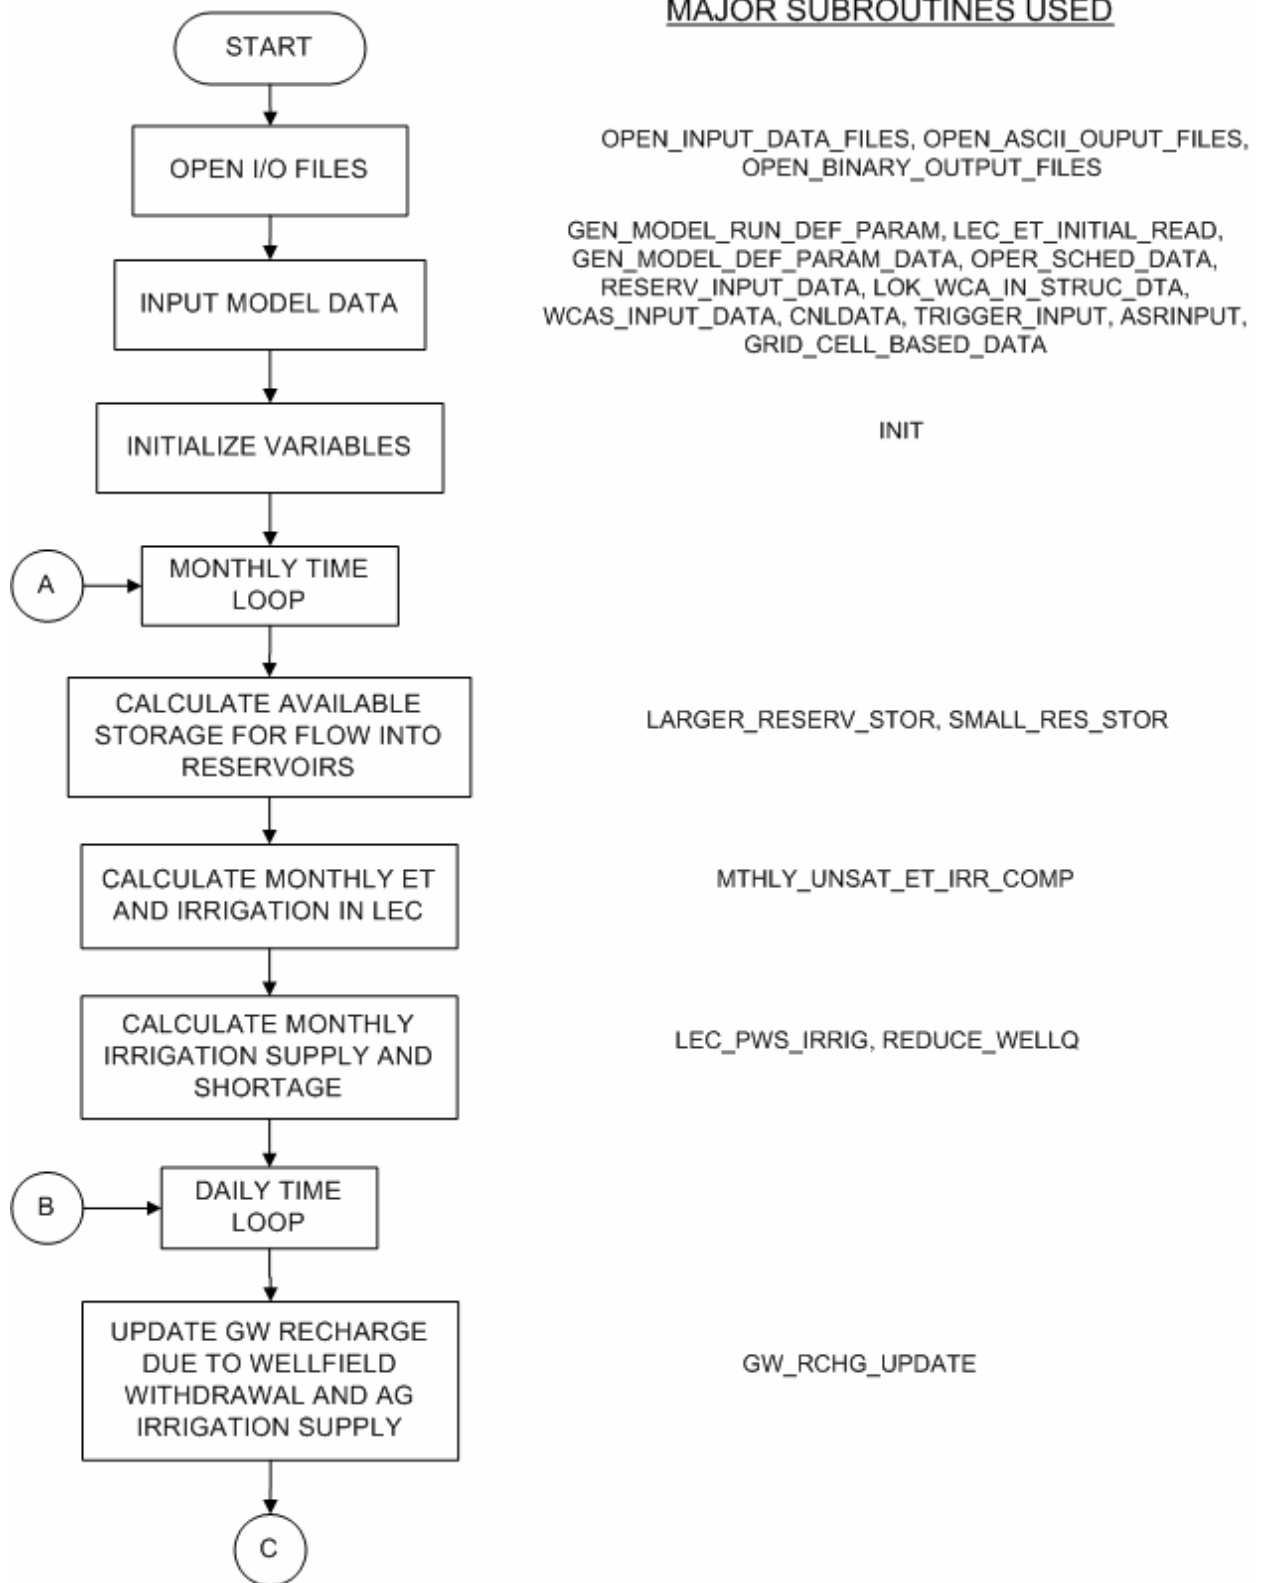 MAJOR SUBROUTINES USED
START
OPEN I/O FILES
OPEN_INPUT_DATA_FILES, OPEN_ASCII_OUPUT_FILES,
OPEN_BINARY_OUTPUT_FILES
INPUT MODEL DATA
GEN_MODEL_RUN_DEF_PARAM, LEC_ET_INITIAL_READ,
GEN_MODEL_DEF_PARAM_DATA, OPER_SCHED_DATA,
RESERV_INPUT_DATA, LOK_WCA_IN_STRUC_DTA,
WCAS_INPUT_DATA, CNLDATA, TRIGGER_INPUT, ASRINPUT,
GRID_CELL_BASED_DATA
INITIALIZE VARIABLES
INIT
A
MONTHLY TIME
LOOP
CALCULATE AVAILABLE
STORAGE FOR FLOW INTO
RESERVOIRS
LARGER_RESERV_STOR, SMALL_RES_STOR
CALCULATE MONTHLY ET
AND IRRIGATION IN LEC
MTHLY_UNSAT_ET_IRR_COMP
CALCULATE MONTHLY
IRRIGATION SUPPLY AND
SHORTAGE
LEC_PWS_IRRIG, REDUCE_WELLQ
B
DAILY TIME
LOOP
UPDATE GW RECHARGE
DUE TO WELLFIELD
WITHDRAWAL AND AG
IRRIGATION SUPPLY
GW_RCHG_UPDATE
C